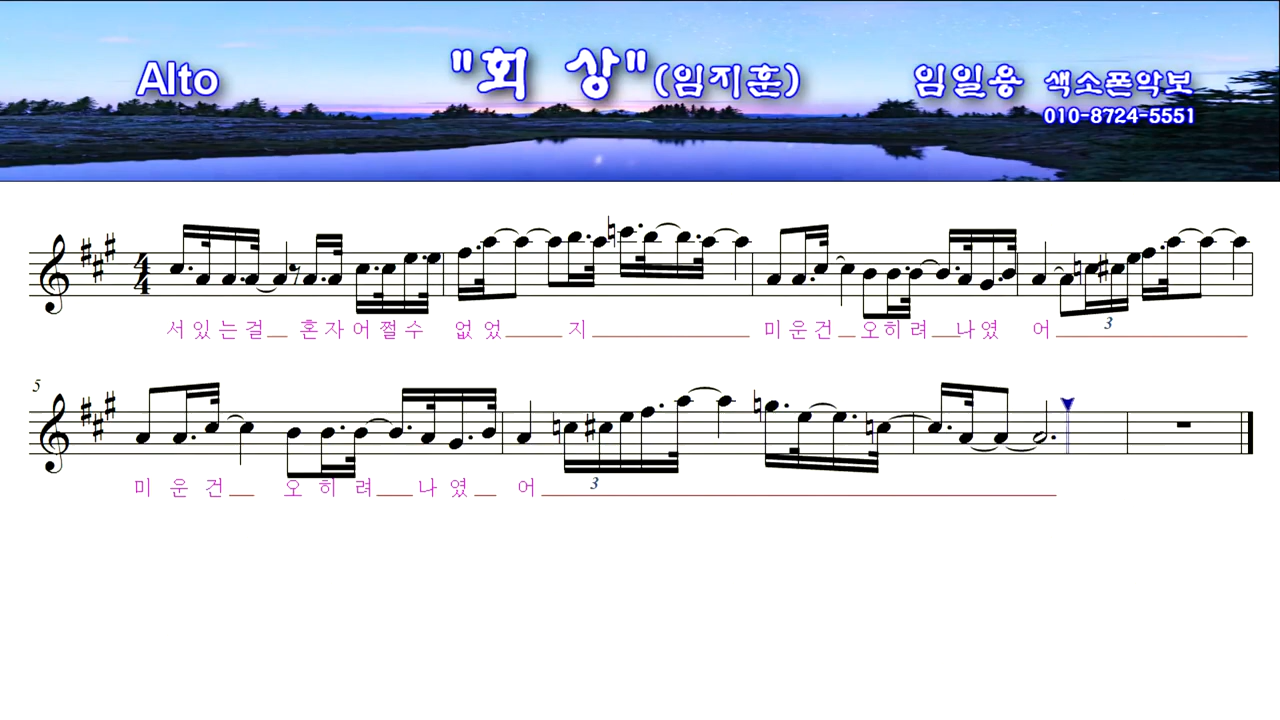 Alto "회 상"(임지훈) 임일용 색소폰악보
010-8724-5551
서 있 는 걸 혼 자 어 쩔 수 없 었 지 미 운 건 오 히 려 나 였 어
3
5
미 운 건 오 히 려 나 였 어
3